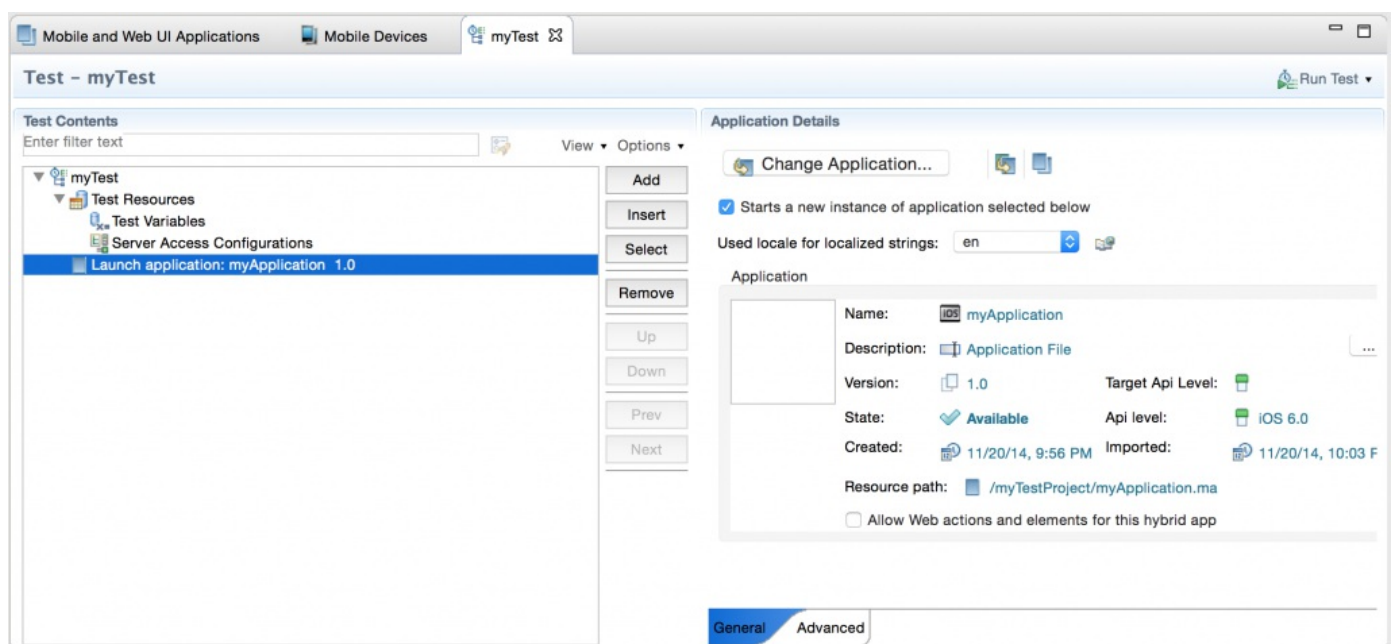 Mobile and Web UI Applications Mobile Devices myTest
Test - myTest Run Test
Test Contents
Enter filter text
View Options
myTest
Test Resources
Test Variables
Server Access Configurations
Launch application: myApplication 1.0
Add
Insert
Select
Remove
Up
Down
Prev
Next
Application Details
Change Application...
Starts a new instance of application selected below
Used locale for localized strings: en
Application
Name: iOS myApplication
Description: Application File ...
Version: 1.0 Target Api Level:
State: Available Api level: iOS 6.0
Created: 11/20/14, 9:56 PM Imported: 11/20/14, 10:03 P
Resource path: /myTestProject/myApplication.ma
Allow Web actions and elements for this hybrid app
General Advanced